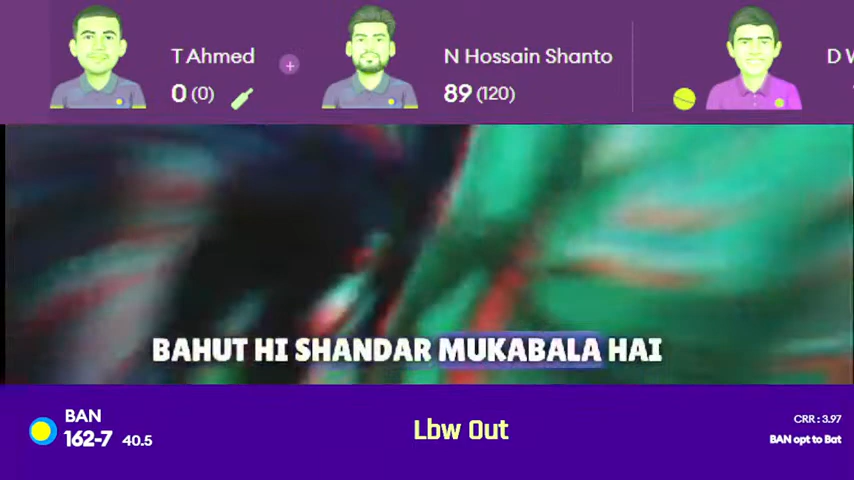 T Ahmed
0 (0)
N Hossain Shanto
89 (120)
D
BAHUT HI SHANDAR MUKABALA HAI
BAN
162-7 40.5
Lbw Out
CRR : 3.97
BAN opt to Bat